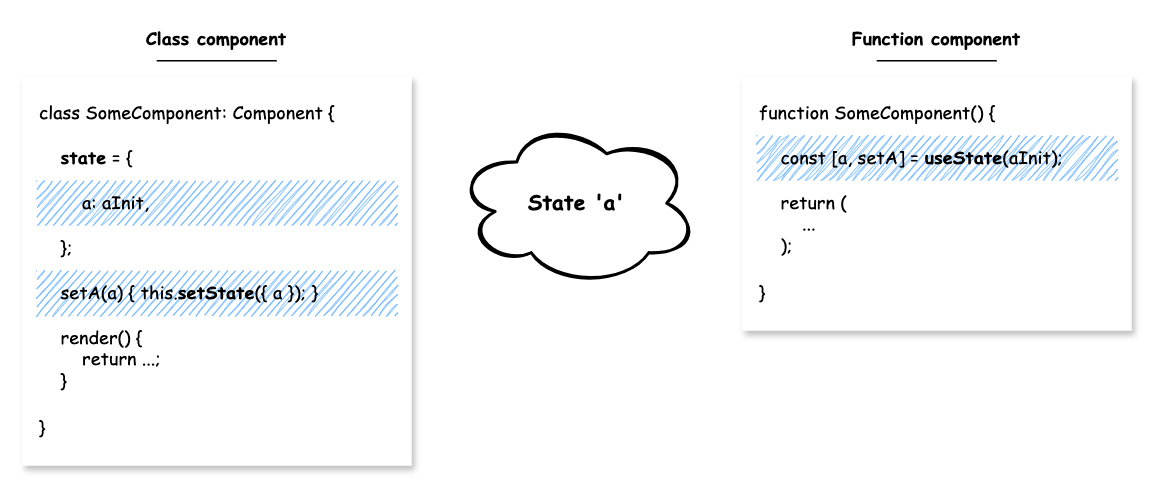 Class component
class SomeComponent: Component {
state = {
a: aInit,
};
setA(a) { this.setState({ a }); }
render() {
return ...;
}
}
State 'a'
Function component
function SomeComponent() {
const [a, setA] = useState(aInit);
return (
...
);
}